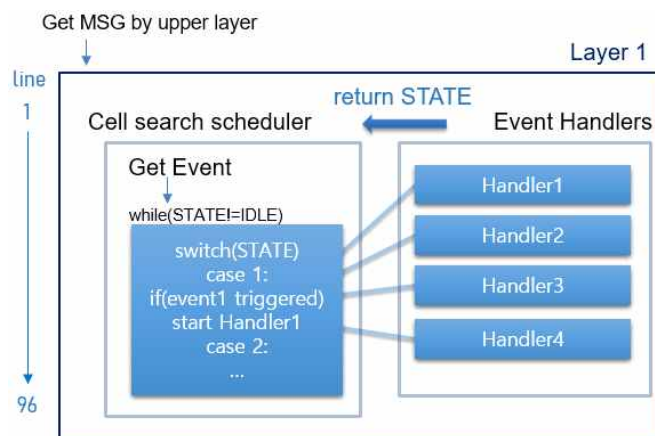 Get MSG by upper layer
Layer 1
line
1
96
return STATE
Cell search scheduler
Event Handlers
Get Event
while(STATE!=IDLE)
switch(STATE)
case 1:
if(event1 triggered)
start Handler1
case 2:
...
Handler1
Handler2
Handler3
Handler4